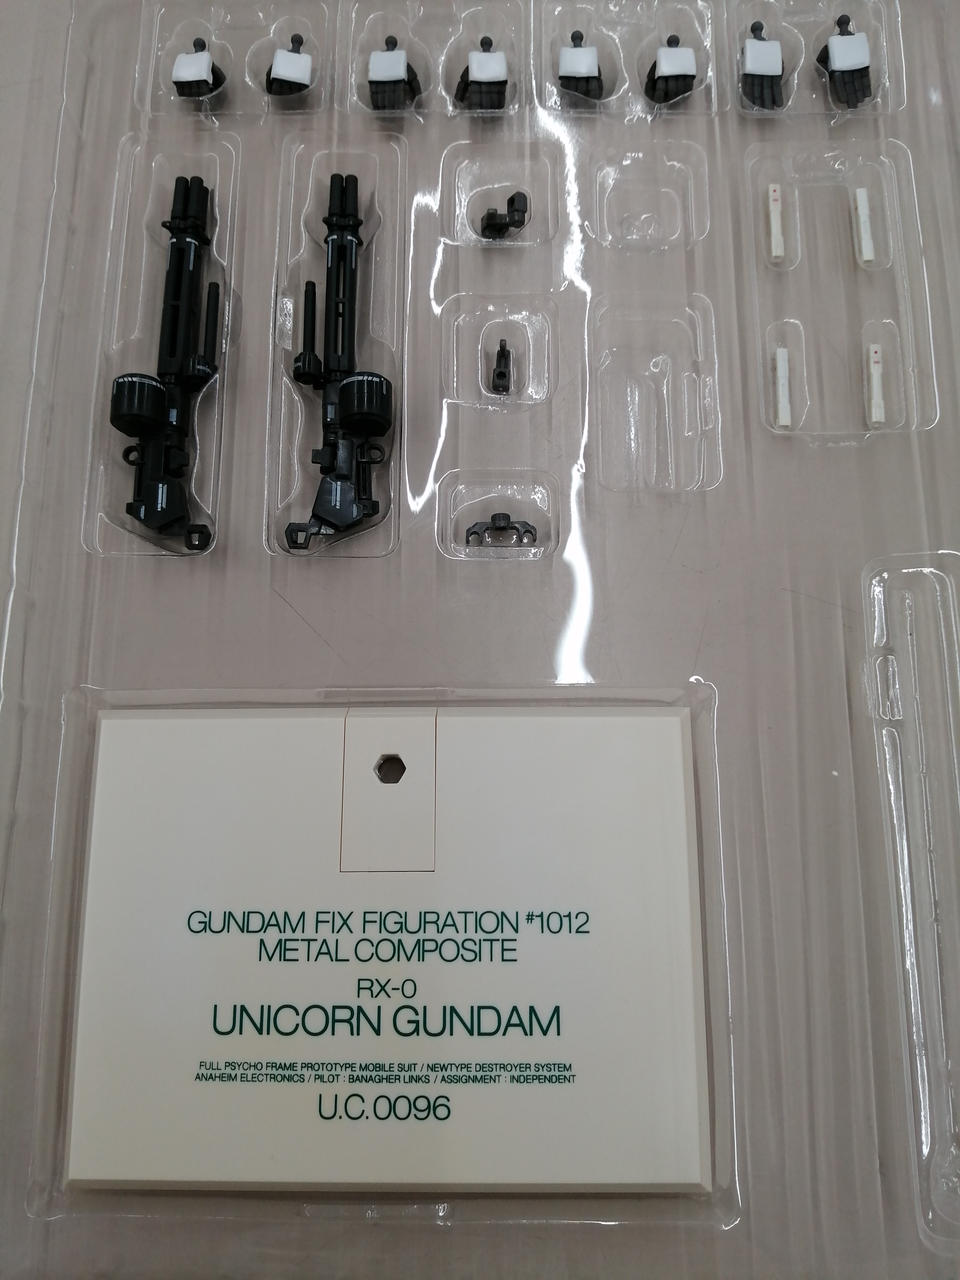 GUNDAM FIX FIGURATION #1012
METAL COMPOSITE
RX-0
UNICORN GUNDAM
FULL PSYCHO FRAME PROTOTYPE MOBILE SUIT / NEWTYPE DESTROYER SYSTEM
ANAHEIM ELECTRONICS / PILOT : BANAGHER LINKS / ASSIGNMENT : INDEPENDENT
U.C.0096